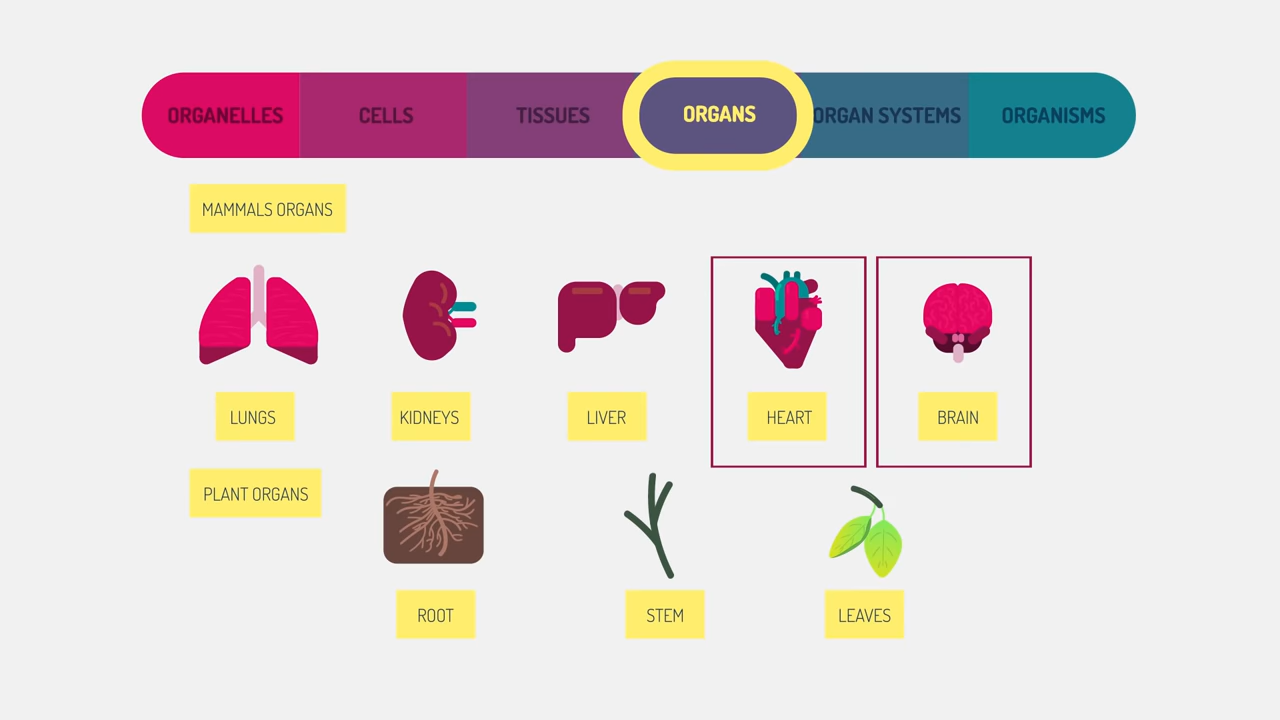 ORGANELLES CELLS TISSUES ORGANS ORGAN SYSTEMS ORGANISMS
MAMMALS ORGANS
LUNGS KIDNEYS LIVER HEART BRAIN
PLANT ORGANS
ROOT STEM LEAVES